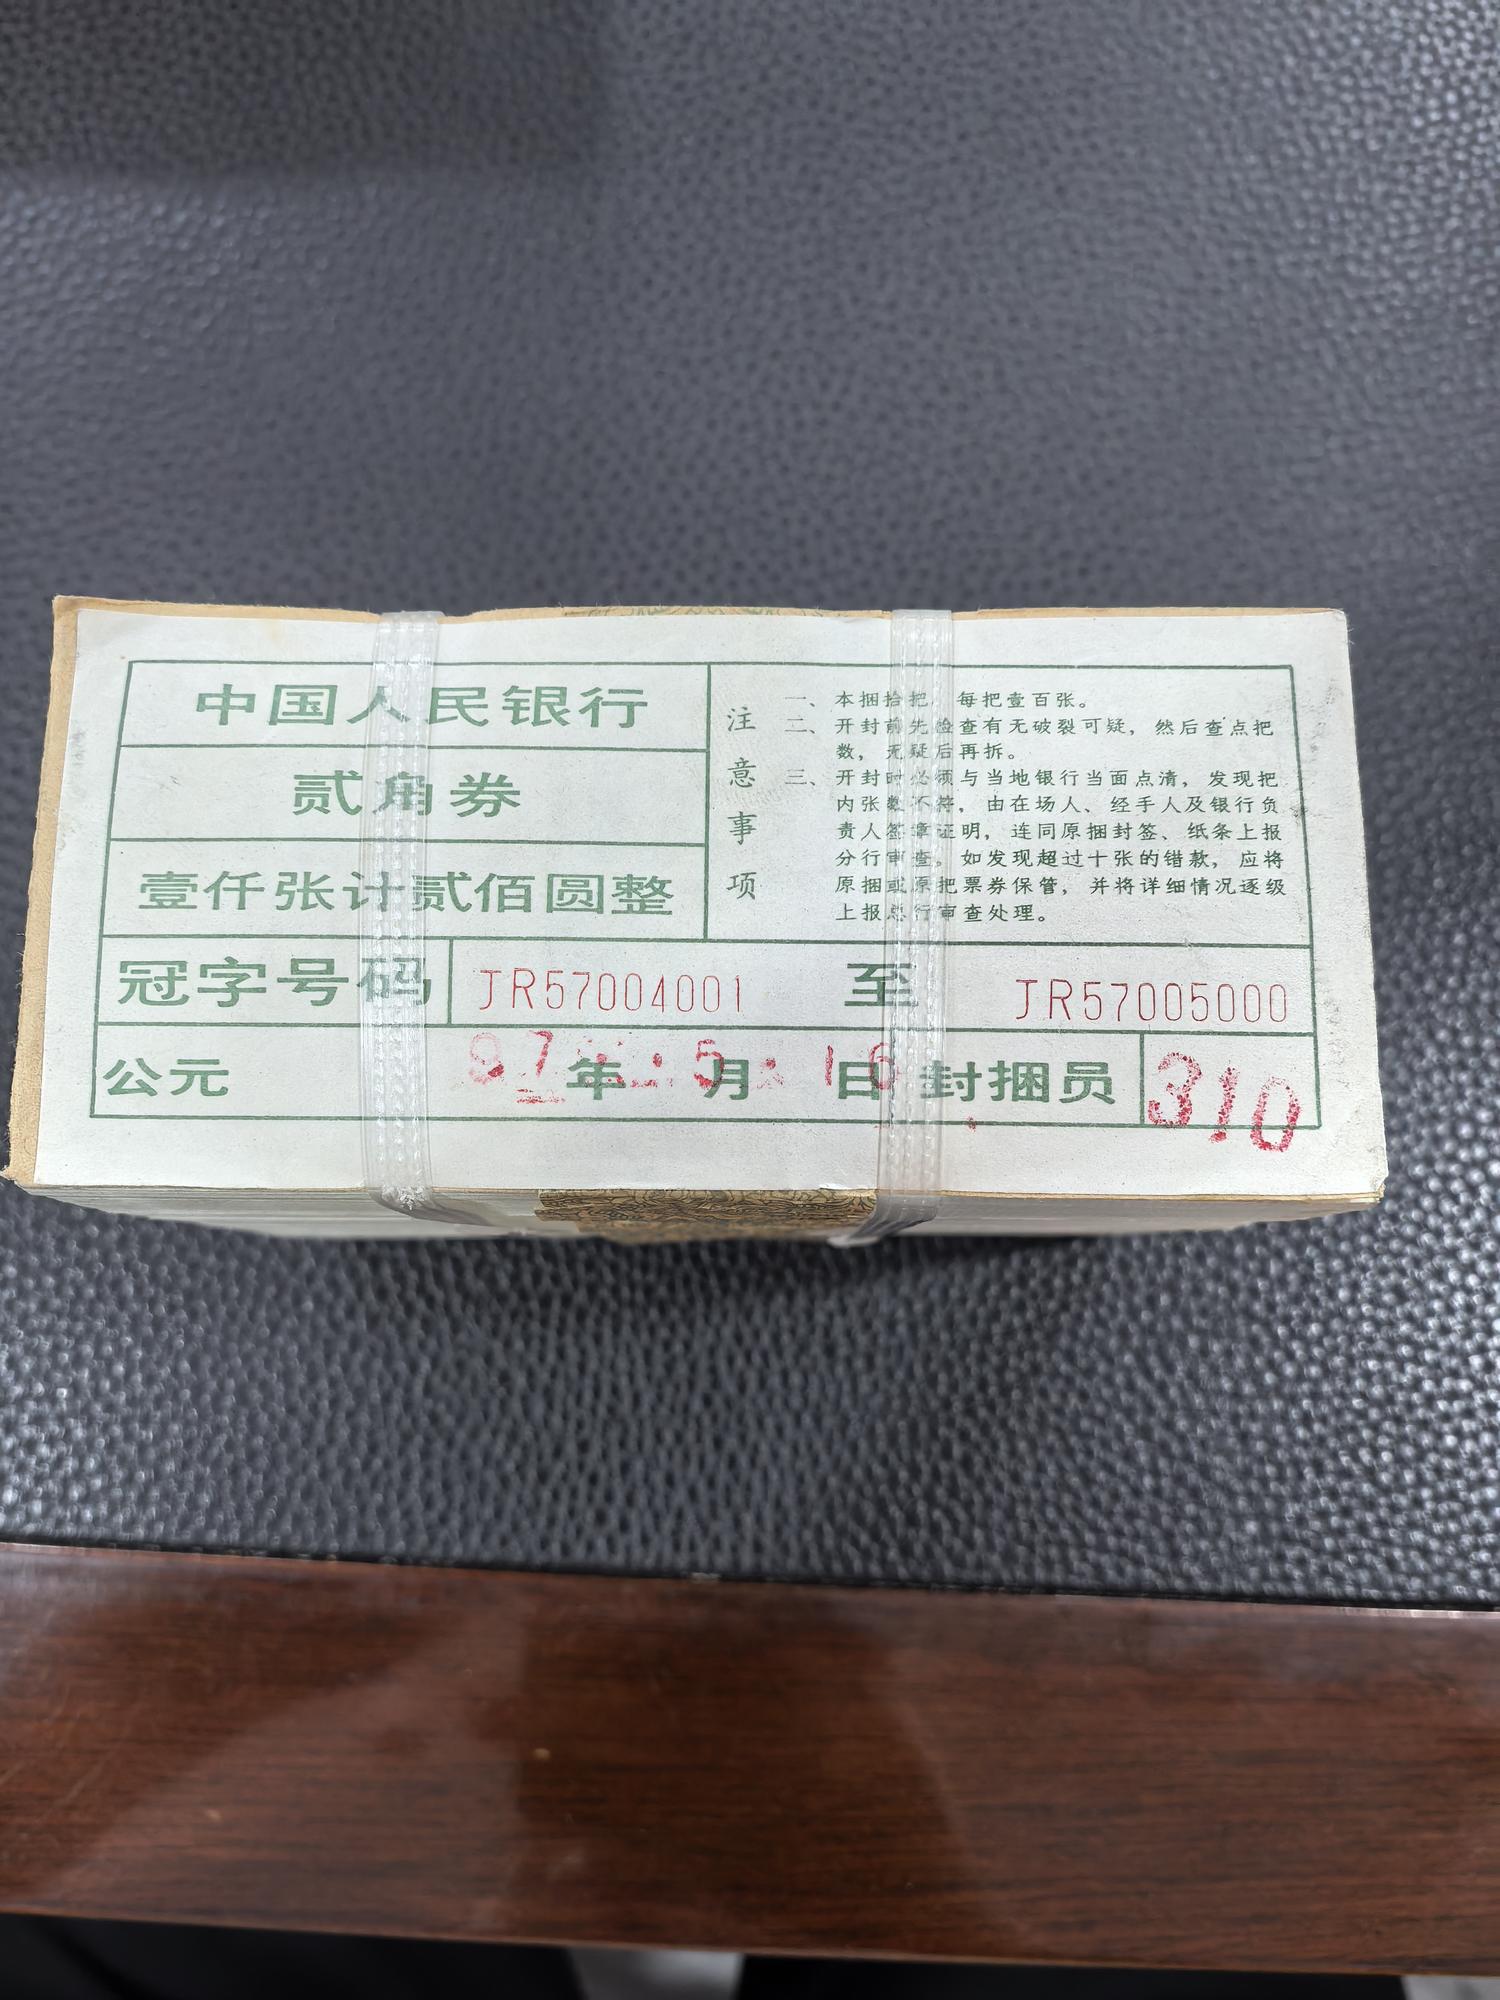 中国人民银行
贰角券
壹仟张计贰佰圆整
注意事项
一、本捆拾把，每把壹百张。
二、开封前先检查有无破裂可疑，然后查点把
数，无疑后再拆。
三、开封时必须与当地银行当面点清，发现把
内张数不符，由在场人、经手人及银行负
责人签章证明，连同原捆封签、纸条上报
分行审查。如发现超过十张的错款，应将
原捆或原把票券保管，并将详细情况逐级
上报总行审查处理。
冠字号码 JR57004001 至 JR57005000
公元 97 年 5 月 16 日 封捆员 310